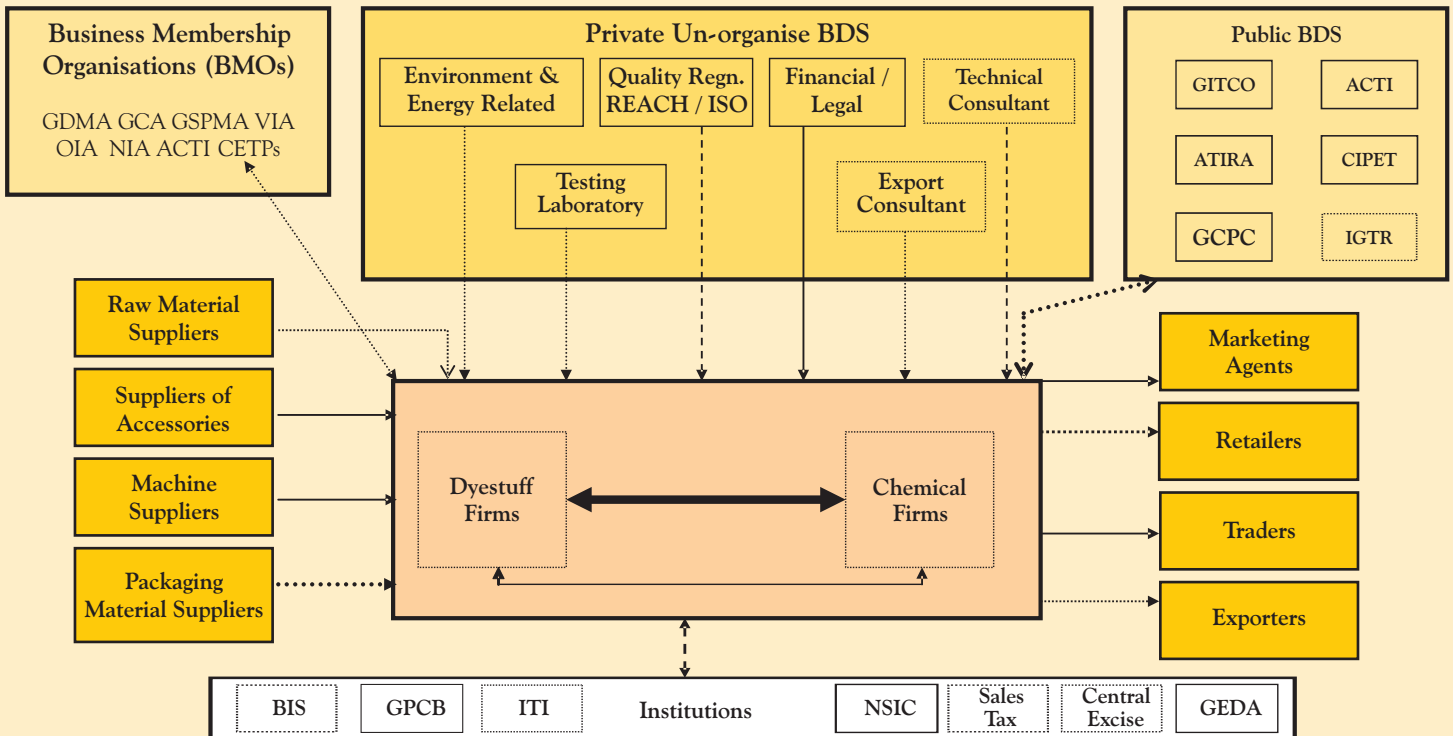 Business Membership
Organisations (BMOs)
GDMA GCA GSPMA VIA
OIA NIA ACTI CETPs
Private Un-organise BDS
Environment &
Energy Related
Quality Regn.
REACH / ISO
Financial /
Legal
Technical
Consultant
Testing
Laboratory
Export
Consultant
Public BDS
GITCO
ACTI
ATIRA
CIPET
GCPC
IGTR
Raw Material
Suppliers
Suppliers of
Accessories
Machine
Suppliers
Packaging
Material Suppliers
Dyestuff
Firms
Chemical
Firms
Marketing
Agents
Retailers
Traders
Exporters
BIS
GPCB
ITI
Institutions
NSIC
Sales
Tax
Central
Excise
GEDA